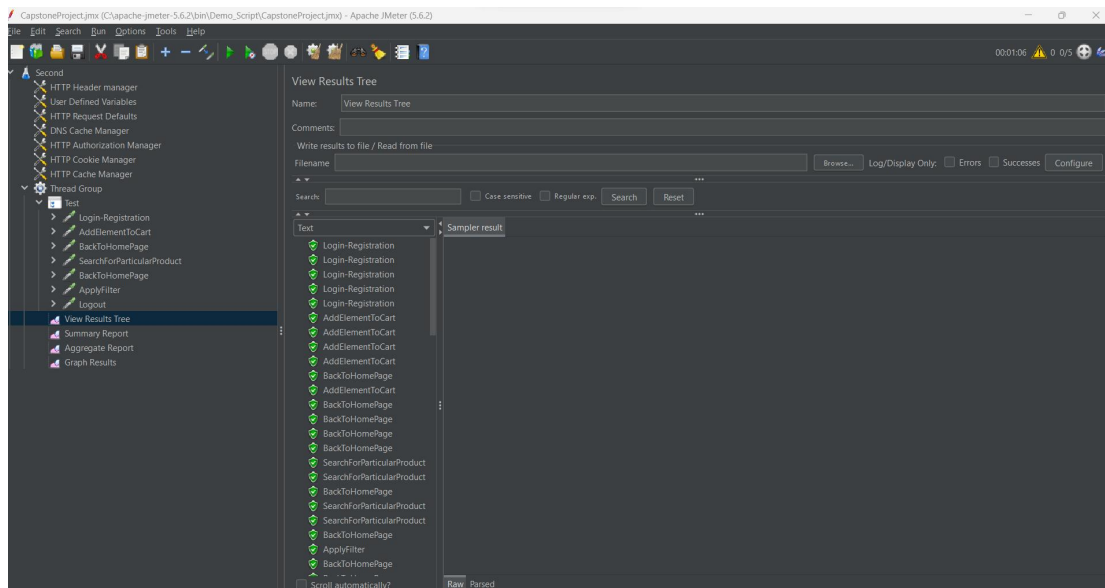 CapstoneProject.jmx (C:\apache-jmeter-5.6.2\bin\Demo_Script\CapstoneProject.jmx) - Apache JMeter (5.6.2)
File Edit Search Run Options Tools Help
00:01:06 0 0/5
Second
HTTP Header manager
User Defined Variables
HTTP Request Defaults
DNS Cache Manager
HTTP Authorization Manager
HTTP Cookie Manager
HTTP Cache Manager
Thread Group
Test
Login-Registration
AddElementToCart
BackToHomePage
SearchForParticularProduct
BackToHomePage
ApplyFilter
Logout
View Results Tree
Summary Report
Aggregate Report
Graph Results
View Results Tree
Name: View Results Tree
Comments:
Write results to file / Read from file
Filename Browse... Log/Display Only: Errors Successes Configure
Search: Case sensitive Regular exp. Search Reset
Text
Sampler result
Login-Registration
Login-Registration
Login-Registration
Login-Registration
Login-Registration
AddElementToCart
AddElementToCart
AddElementToCart
AddElementToCart
BackToHomePage
AddElementToCart
BackToHomePage
BackToHomePage
BackToHomePage
BackToHomePage
SearchForParticularProduct
SearchForParticularProduct
BackToHomePage
SearchForParticularProduct
SearchForParticularProduct
BackToHomePage
ApplyFilter
BackToHomePage
Scroll automatically?
Raw Parsed